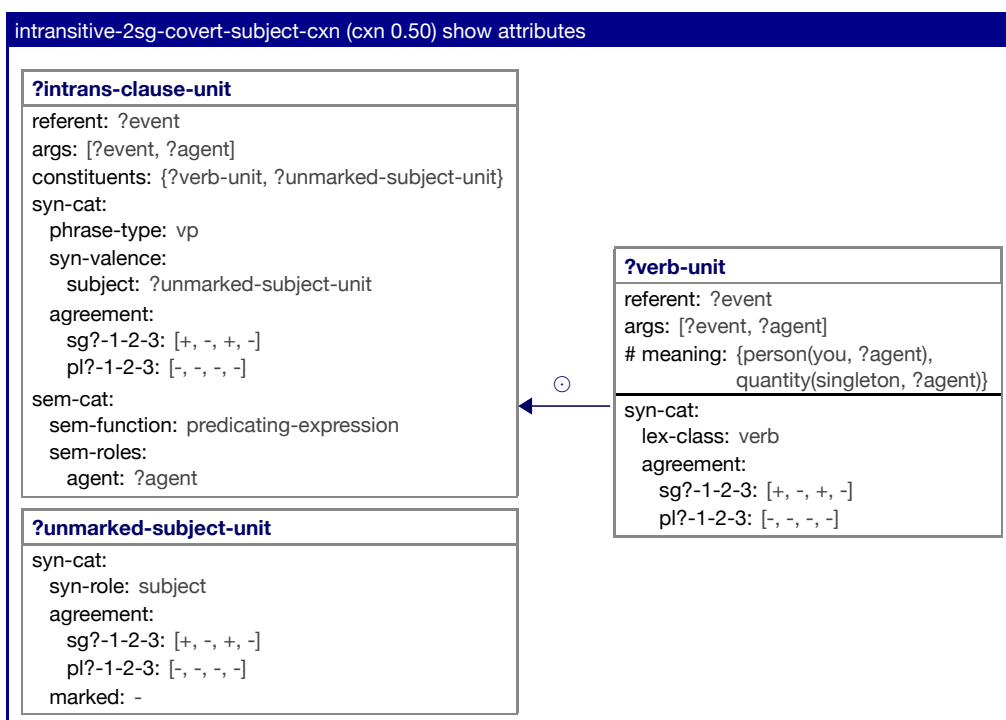 intransitive-2sg-covert-subject-cxn (cxn 0.50) show attributes
?intrans-clause-unit
referent: ?event
args: [?event, ?agent]
constituents: {?verb-unit, ?unmarked-subject-unit}
syn-cat:
phrase-type: vp
syn-valence:
subject: ?unmarked-subject-unit
agreement:
sg?-1-2-3: [+, -, +, -]
pl?-1-2-3: [-, -, -, -]
sem-cat:
sem-function: predicating-expression
sem-roles:
agent: ?agent
?unmarked-subject-unit
syn-cat:
syn-role: subject
agreement:
sg?-1-2-3: [+, -, +, -]
pl?-1-2-3: [-, -, -, -]
marked: -
⊙
?verb-unit
referent: ?event
args: [?event, ?agent]
# meaning: {person(you, ?agent),
quantity(singleton, ?agent)}
syn-cat:
lex-class: verb
agreement:
sg?-1-2-3: [+, -, +, -]
pl?-1-2-3: [-, -, -, -]